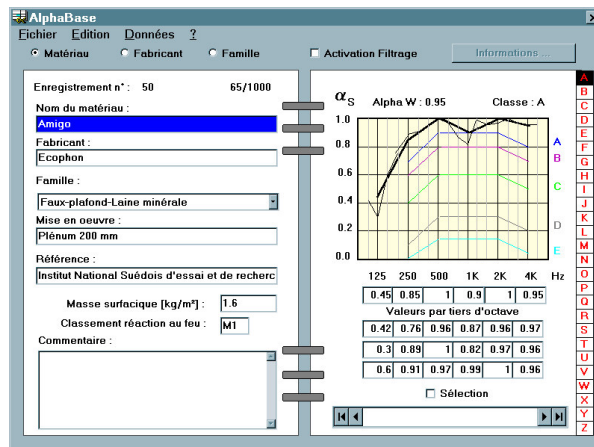 AlphaBase
Fichier Edition Données ?
Matériau Fabricant Famille Activation Filtrage Informations ...
Enregistrement n° : 50 65/1000
Nom du matériau :
Amigo
Fabricant :
Ecophon
Famille :
Faux-plafond-Laine minérale
Mise en oeuvre :
Plénum 200 mm
Référence :
Institut National Suédois d'essai et de recherc
Masse surfacique [kg/m²] : 1.6
Classement réaction au feu : M1
Commentaire :
αS Alpha W : 0.95 Classe : A
1.0
0.8
0.6
0.4
0.2
0.0
A
B
C
D
E
125 250 500 1K 2K 4K Hz
0.45 0.85 1 0.9 1 0.95
Valeurs par tiers d'octave
0.42 0.76 0.96 0.87 0.96 0.97
0.3 0.89 1 0.82 0.97 0.96
0.6 0.91 0.97 0.99 1 0.96
Sélection
A
B
C
D
E
F
G
H
I
J
K
L
M
N
O
P
Q
R
S
T
U
V
W
X
Y
Z